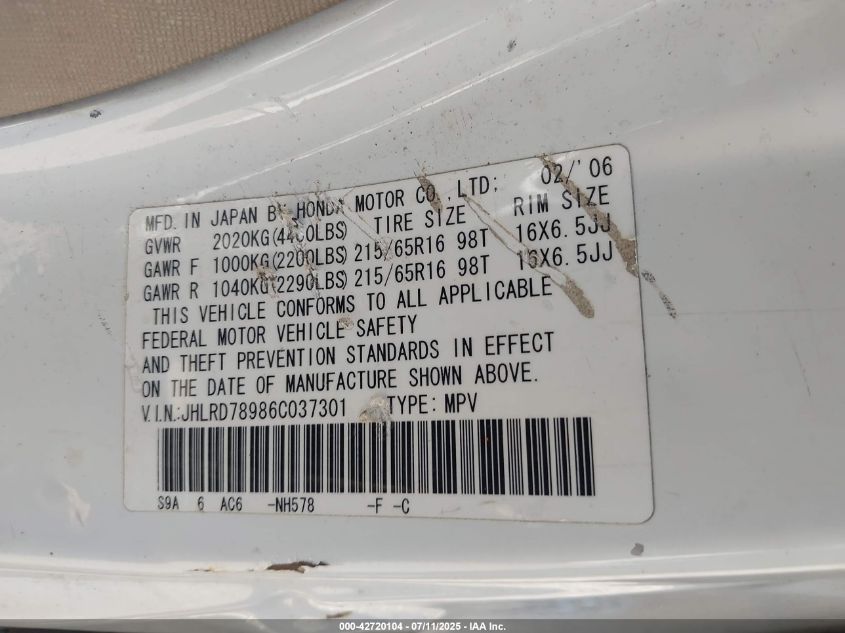 MFD. IN JAPAN BY HONDA MOTOR CO.,LTD; 02/'06
GVWR 2020KG(4450LBS) TIRE SIZE RIM SIZE
GAWR F 1000KG(2200LBS) 215/65R16 98T 16X6.5JJ
GAWR R 1040KG(2290LBS) 215/65R16 98T 16X6.5JJ
THIS VEHICLE CONFORMS TO ALL APPLICABLE
FEDERAL MOTOR VEHICLE SAFETY
AND THEFT PREVENTION STANDARDS IN EFFECT
ON THE DATE OF MANUFACTURE SHOWN ABOVE.
V.I.N.:JHLRD78986C037301 TYPE: MPV
S9A 6 AC6 -NH578 -F -C
000-42720104 - 07/11/2025 - IAA Inc.